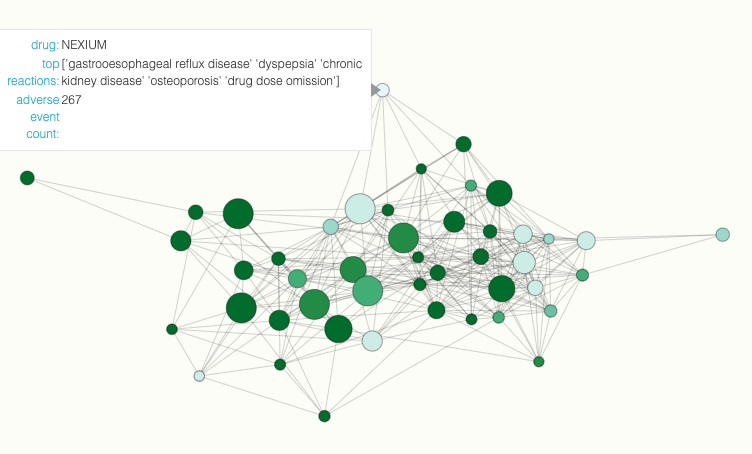 drug: NEXIUM
top ['gastrooesophageal reflux disease' 'dyspepsia' 'chronic
reactions: kidney disease' 'osteoporosis' 'drug dose omission']
adverse 267
event
count: